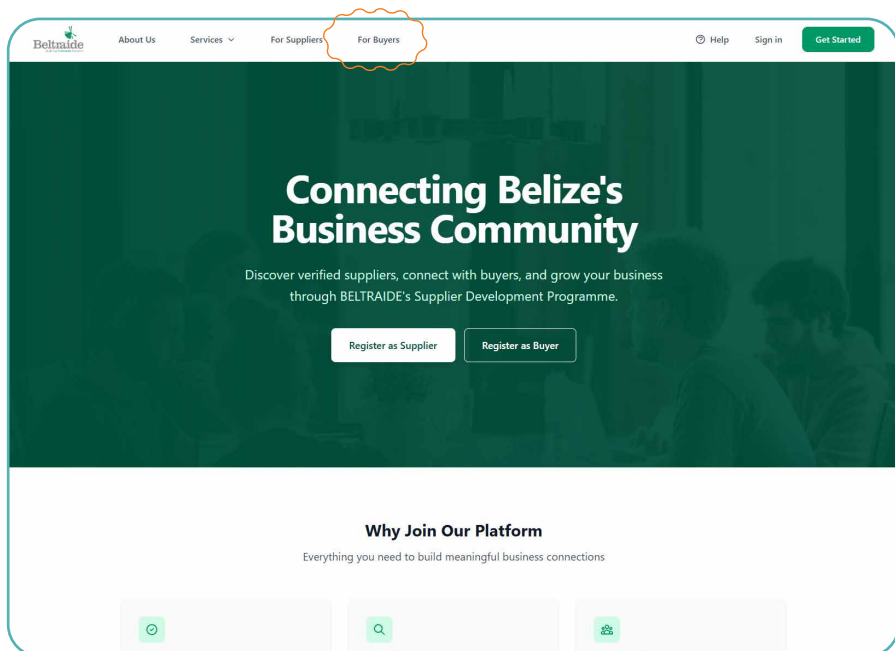 Beltraide
About Us
Services
For Suppliers
For Buyers
Help
Sign in
Get Started
Connecting Belize's
Business Community
Discover verified suppliers, connect with buyers, and grow your business
through BELTRAIDE's Supplier Development Programme.
Register as Supplier
Register as Buyer
Why Join Our Platform
Everything you need to build meaningful business connections